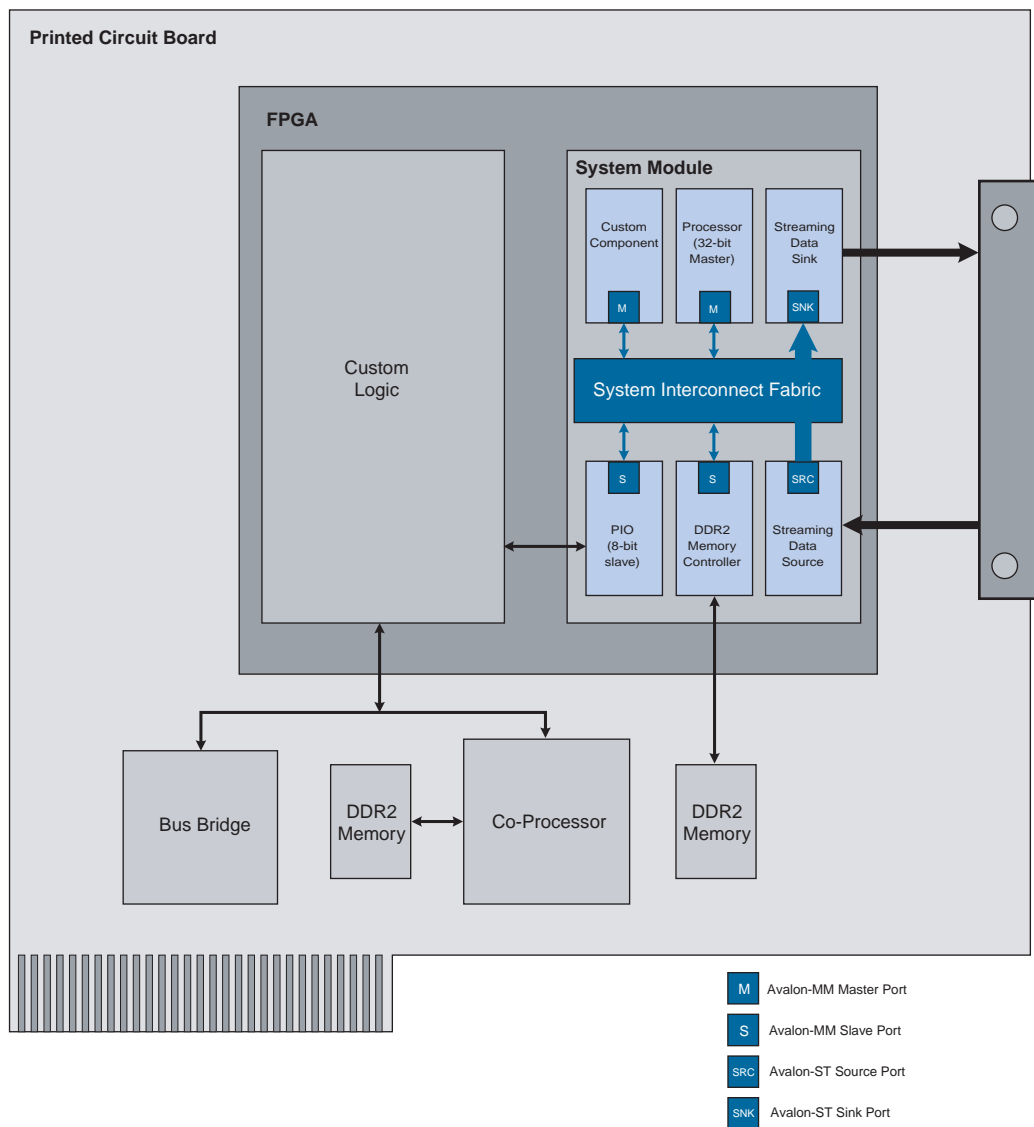 Printed Circuit Board
FPGA
System Module
Custom
Component
Processor
(32-bit
Master)
Streaming
Data
Sink
M
M
SNK
Custom
Logic
System Interconnect Fabric
S
S
SRC
PIO
(8-bit
slave)
DDR2
Memory
Controller
Streaming
Data
Source
Bus Bridge
DDR2
Memory
Co-Processor
DDR2
Memory
M Avalon-MM Master Port
S Avalon-MM Slave Port
SRC Avalon-ST Source Port
SNK Avalon-ST Sink Port